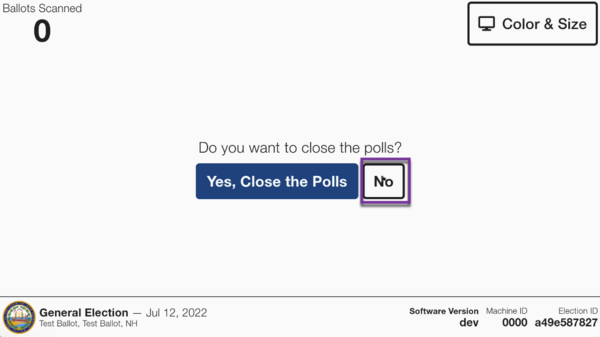 Ballots Scanned
0
Color & Size
Do you want to close the polls?
Yes, Close the Polls
No
General Election — Jul 12, 2022
Test Ballot, Test Ballot, NH
Software Version
dev
Machine ID
0000
Election ID
a49e587827